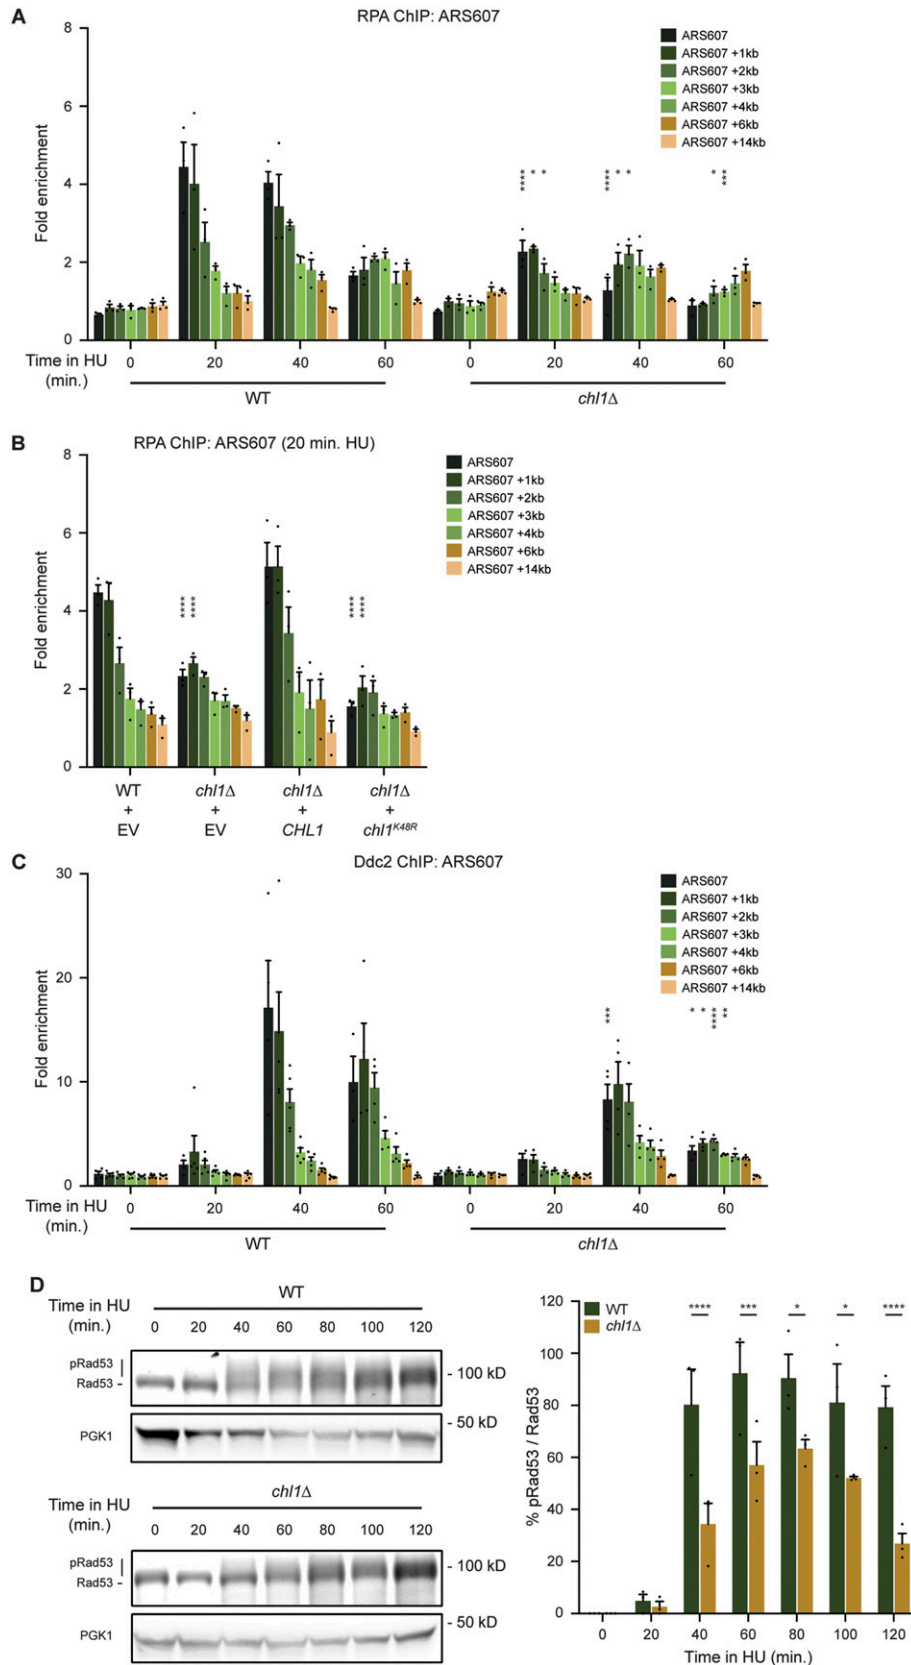 A
RPA ChIP: ARS607
8
6
4
2
0
Fold enrichment
ARS607
ARS607 +1kb
ARS607 +2kb
ARS607 +3kb
ARS607 +4kb
ARS607 +6kb
ARS607 +14kb
**** * *
**** * *
* ***
Time in HU
(min.)
0 20 40 60 0 20 40 60
WT chl1Δ
B
RPA ChIP: ARS607 (20 min. HU)
8
6
4
2
0
Fold enrichment
ARS607
ARS607 +1kb
ARS607 +2kb
ARS607 +3kb
ARS607 +4kb
ARS607 +6kb
ARS607 +14kb
**** ****
**** ****
WT chl1Δ chl1Δ chl1Δ
+ + + +
EV EV CHL1 chl1K48R
C
Ddc2 ChIP: ARS607
30
20
10
0
Fold enrichment
ARS607
ARS607 +1kb
ARS607 +2kb
ARS607 +3kb
ARS607 +4kb
ARS607 +6kb
ARS607 +14kb
***
* * **** **
Time in HU
(min.)
0 20 40 60 0 20 40 60
WT chl1Δ
D
WT
Time in HU
(min.)
0 20 40 60 80 100 120
pRad53
Rad53 -
- 100 kD
PGK1
- 50 kD
chl1Δ
Time in HU
(min.)
0 20 40 60 80 100 120
pRad53
Rad53 -
- 100 kD
PGK1
- 50 kD
120
100
80
60
40
20
0
% pRad53 / Rad53
WT
chl1Δ
**** *** * * ****
0 20 40 60 80 100 120
Time in HU (min.)